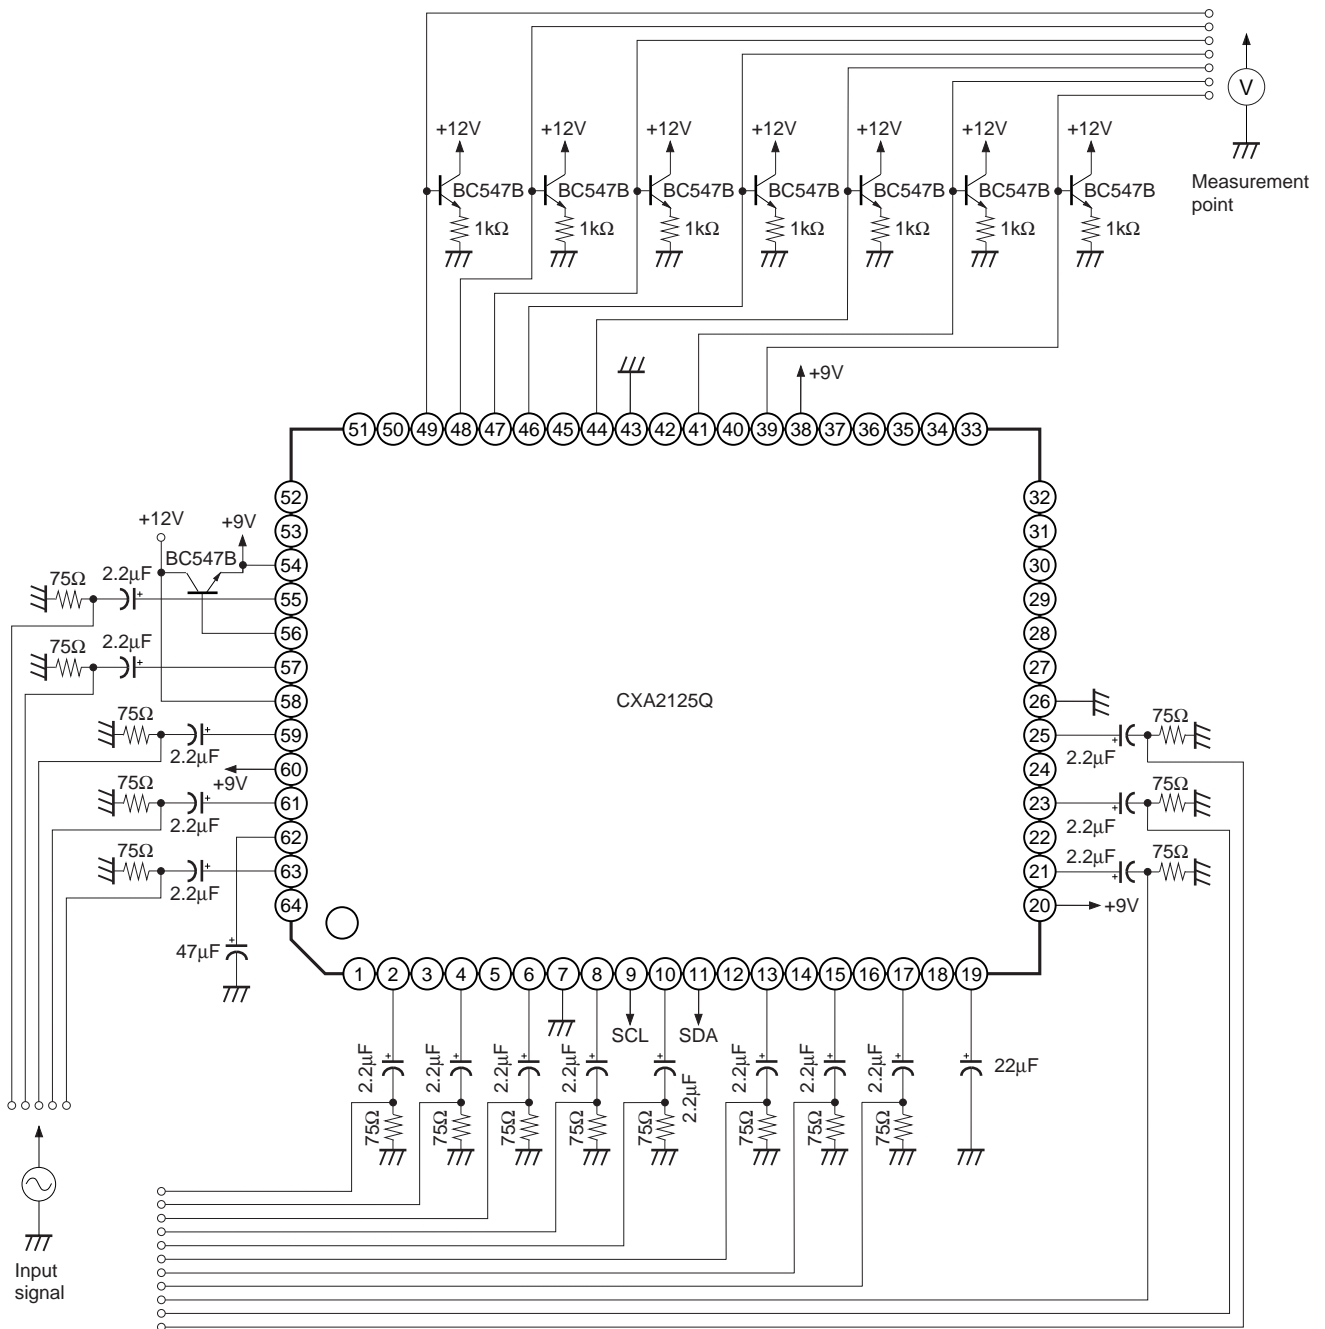 V
+12V +12V +12V +12V +12V +12V +12V
BC547B BC547B BC547B BC547B BC547B BC547B BC547B
Measurement
point
1kΩ 1kΩ 1kΩ 1kΩ 1kΩ 1kΩ 1kΩ
+9V
51 50 49 48 47 46 45 44 43 42 41 40 39 38 37 36 35 34 33
52
53
54
55
56
57
58
59
60
61
62
63
64
+12V
+9V
BC547B
75Ω
2.2µF
+
75Ω
2.2µF
+
75Ω
+
2.2µF
+9V
75Ω
+
2.2µF
75Ω
+
2.2µF
+
47µF
CXA2125Q
32
31
30
29
28
27
26
25
24
23
22
21
20
75Ω
+
2.2µF
75Ω
+
2.2µF
2.2µF
75Ω
+
+9V
1 2 3 4 5 6 7 8 9 10 11 12 13 14 15 16 17 18 19
SCL SDA
+ + + + + + + + +
2.2µF 2.2µF 2.2µF 2.2µF 2.2µF 2.2µF 2.2µF 2.2µF 22µF
75Ω 75Ω 75Ω 75Ω 75Ω 75Ω 75Ω 75Ω
Input
signal